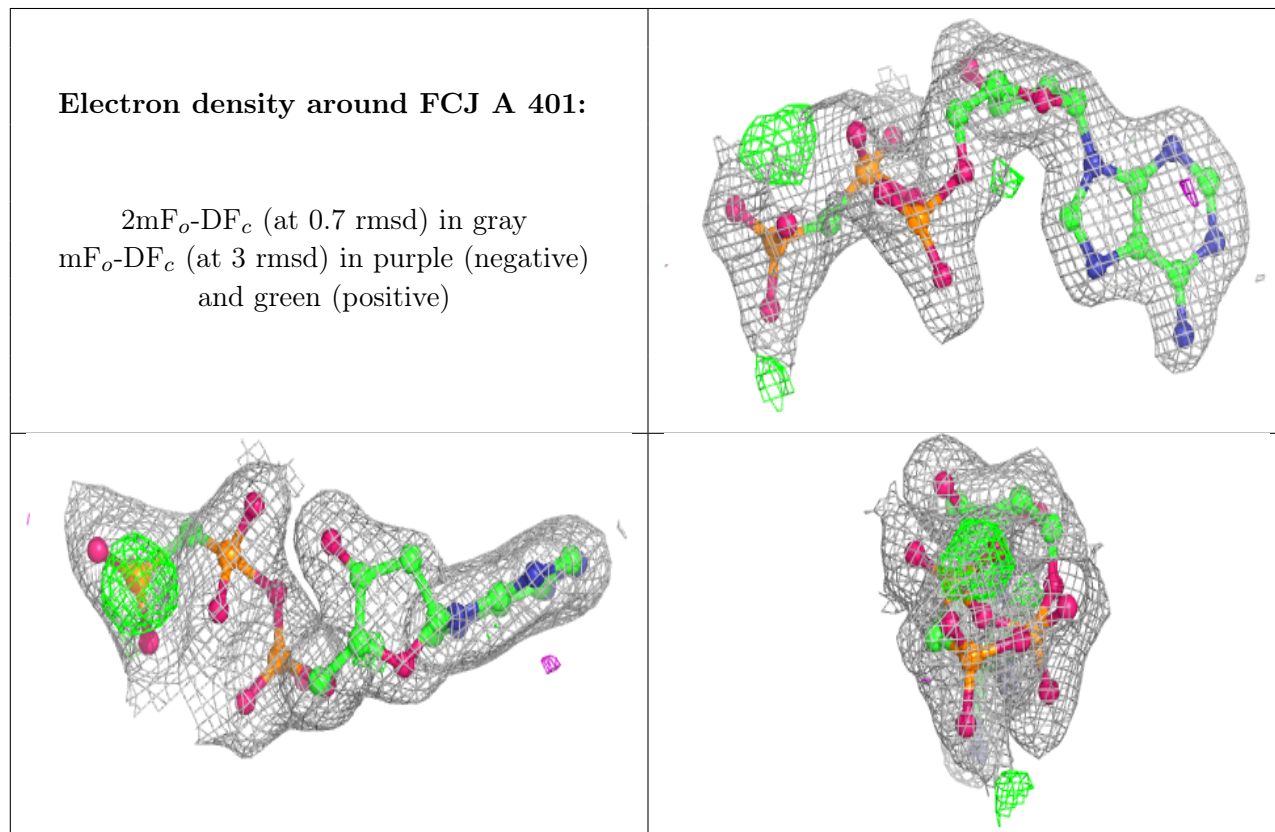 Electron density around FCJ A 401:
2mFo-DFc (at 0.7 rmsd) in gray
mFo-DFc (at 3 rmsd) in purple (negative)
and green (positive)